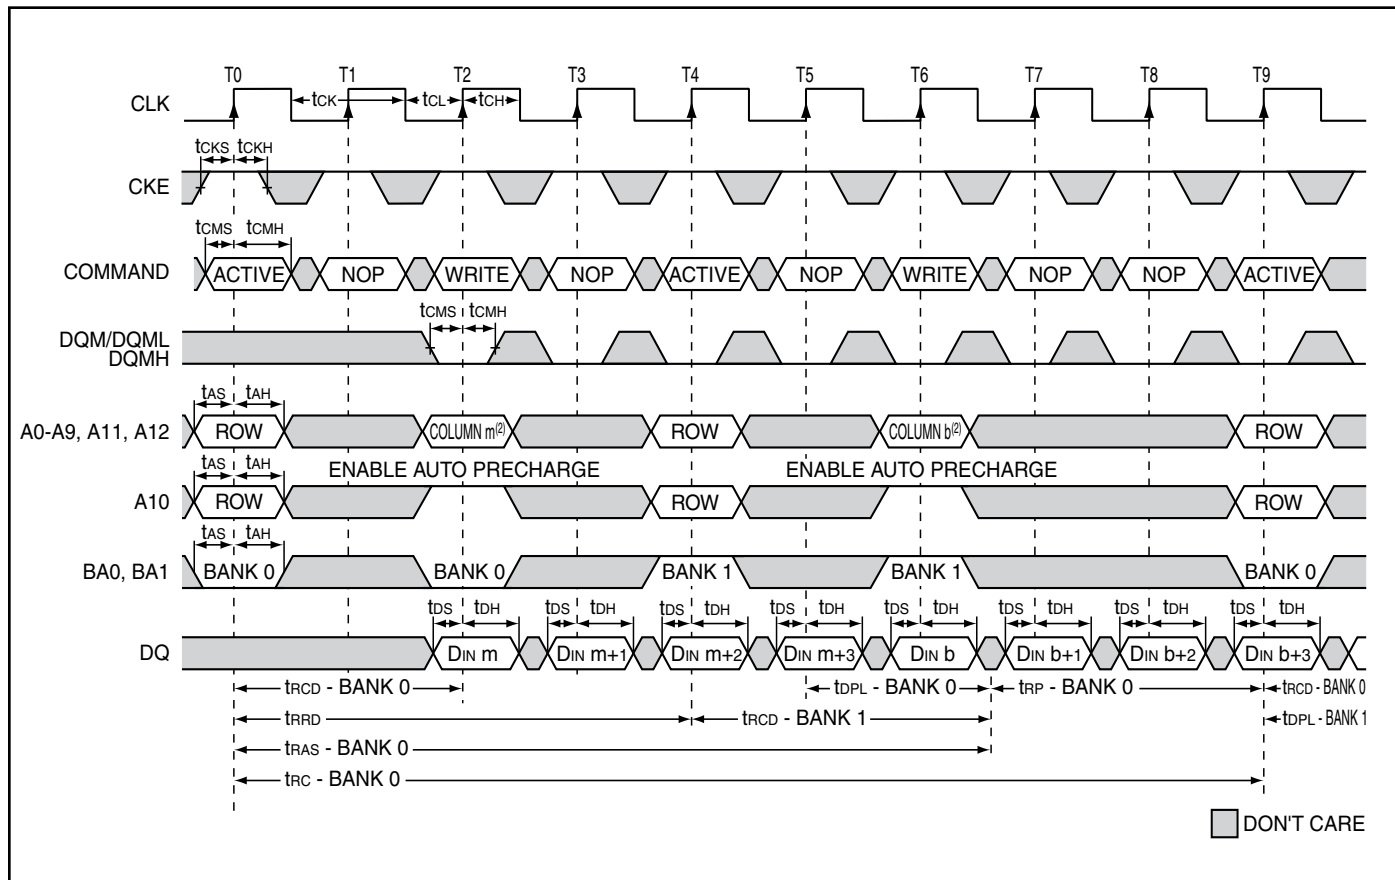 T0 T1 T2 T3 T4 T5 T6 T7 T8 T9
CLK tCK tCL tCH
tCKS tCKH
CKE
tCMS tCMH
COMMAND ACTIVE NOP WRITE NOP ACTIVE NOP WRITE NOP NOP ACTIVE
tCMS tCMH
DQM/DQML
DQMH
tAS tAH
A0-A9, A11, A12 ROW COLUMN m(2) ROW COLUMN b(2) ROW
tAS tAH ENABLE AUTO PRECHARGE ENABLE AUTO PRECHARGE
A10 ROW ROW ROW
tAS tAH
BA0, BA1 BANK 0 BANK 0 BANK 1 BANK 1 BANK 0
tDS tDH tDS tDH tDS tDH tDS tDH tDS tDH tDS tDH tDS tDH tDS tDH
DQ DIN m DIN m+1 DIN m+2 DIN m+3 DIN b DIN b+1 DIN b+2 DIN b+3
tRCD - BANK 0 tDPL - BANK 0 tRP - BANK 0 tRCD - BANK 0
tRRD tRCD - BANK 1 tDPL - BANK 1
tRAS - BANK 0
tRC - BANK 0
DON'T CARE